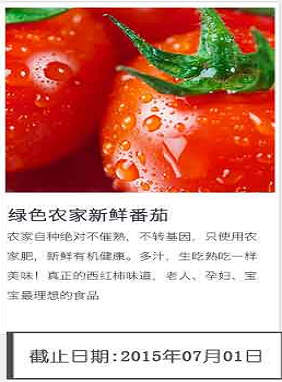 绿色农家新鲜番茄
农家自种绝对不催熟，不转基因，只使用农
家肥，新鲜有机健康。多汁，生吃熟吃一样
美味！真正的西红柿味道，老人、孕妇、宝
宝最理想的食品
截止日期:2015年07月01日